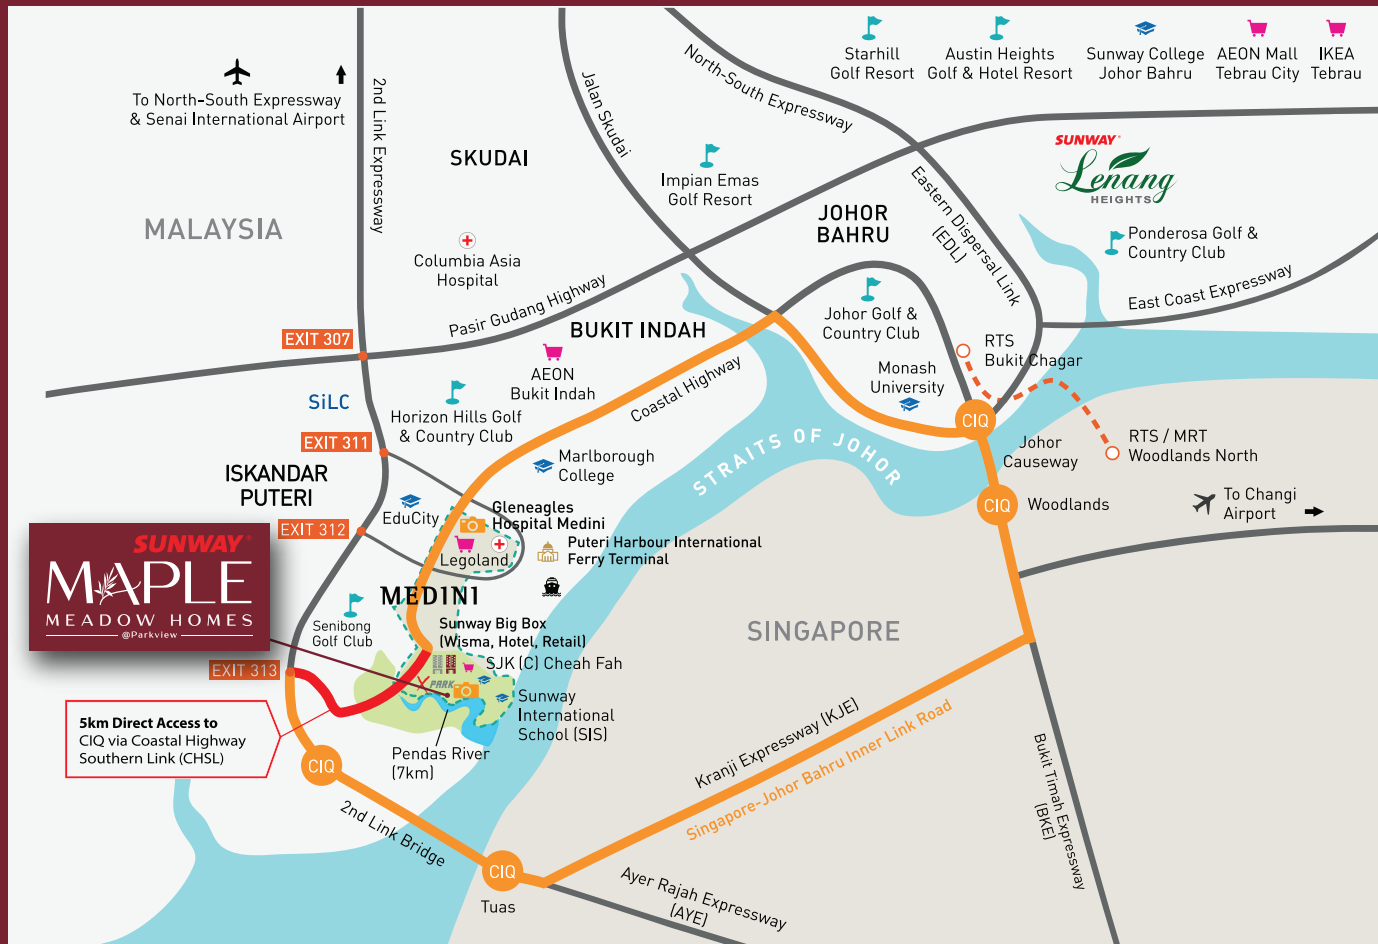 Starhill
Golf Resort
Austin Heights
Golf & Hotel Resort
Sunway College
Johor Bahru
AEON Mall
Tebrau City
IKEA
Tebrau
To North-South Expressway
& Senai International Airport
2nd Link Expressway
Jalan Skudai
North-South Expressway
SKUDAI
Impian Emas
Golf Resort
SUNWAY®
Lenang
HEIGHTS
MALAYSIA
JOHOR
BAHRU
Eastern Dispersal Link
(EDL)
Ponderosa Golf &
Country Club
Columbia Asia
Hospital
Pasir Gudang Highway
East Coast Expressway
Johor Golf &
Country Club
BUKIT INDAH
EXIT 307
RTS
Bukit Chagar
AEON
Bukit Indah
Coastal Highway
Monash
University
SiLC
Horizon Hills Golf
& Country Club
CIQ
EXIT 311
STRAITS OF JOHOR
Johor
Causeway
RTS / MRT
Woodlands North
ISKANDAR
PUTERI
Marlborough
College
CIQ
Woodlands
To Changi
Airport
EduCity
Gleneagles
Hospital Medini
EXIT 312
Puteri Harbour International
Ferry Terminal
Legoland
SUNWAY®
MAPLE
MEADOW HOMES
@Parkview
MEDINI
Senibong
Golf Club
Sunway Big Box
(Wisma, Hotel, Retail)
SINGAPORE
SJK (C) Cheah Fah
EXIT 313
X PARK
Sunway
International
School (SIS)
5km Direct Access to
CIQ via Coastal Highway
Southern Link (CHSL)
Pendas River
(7km)
CIQ
Kranji Expressway (KJE)
Singapore-Johor Bahru Inner Link Road
Bukit Timah Expressway
(BKE)
2nd Link Bridge
CIQ
Tuas
Ayer Rajah Expressway
(AYE)